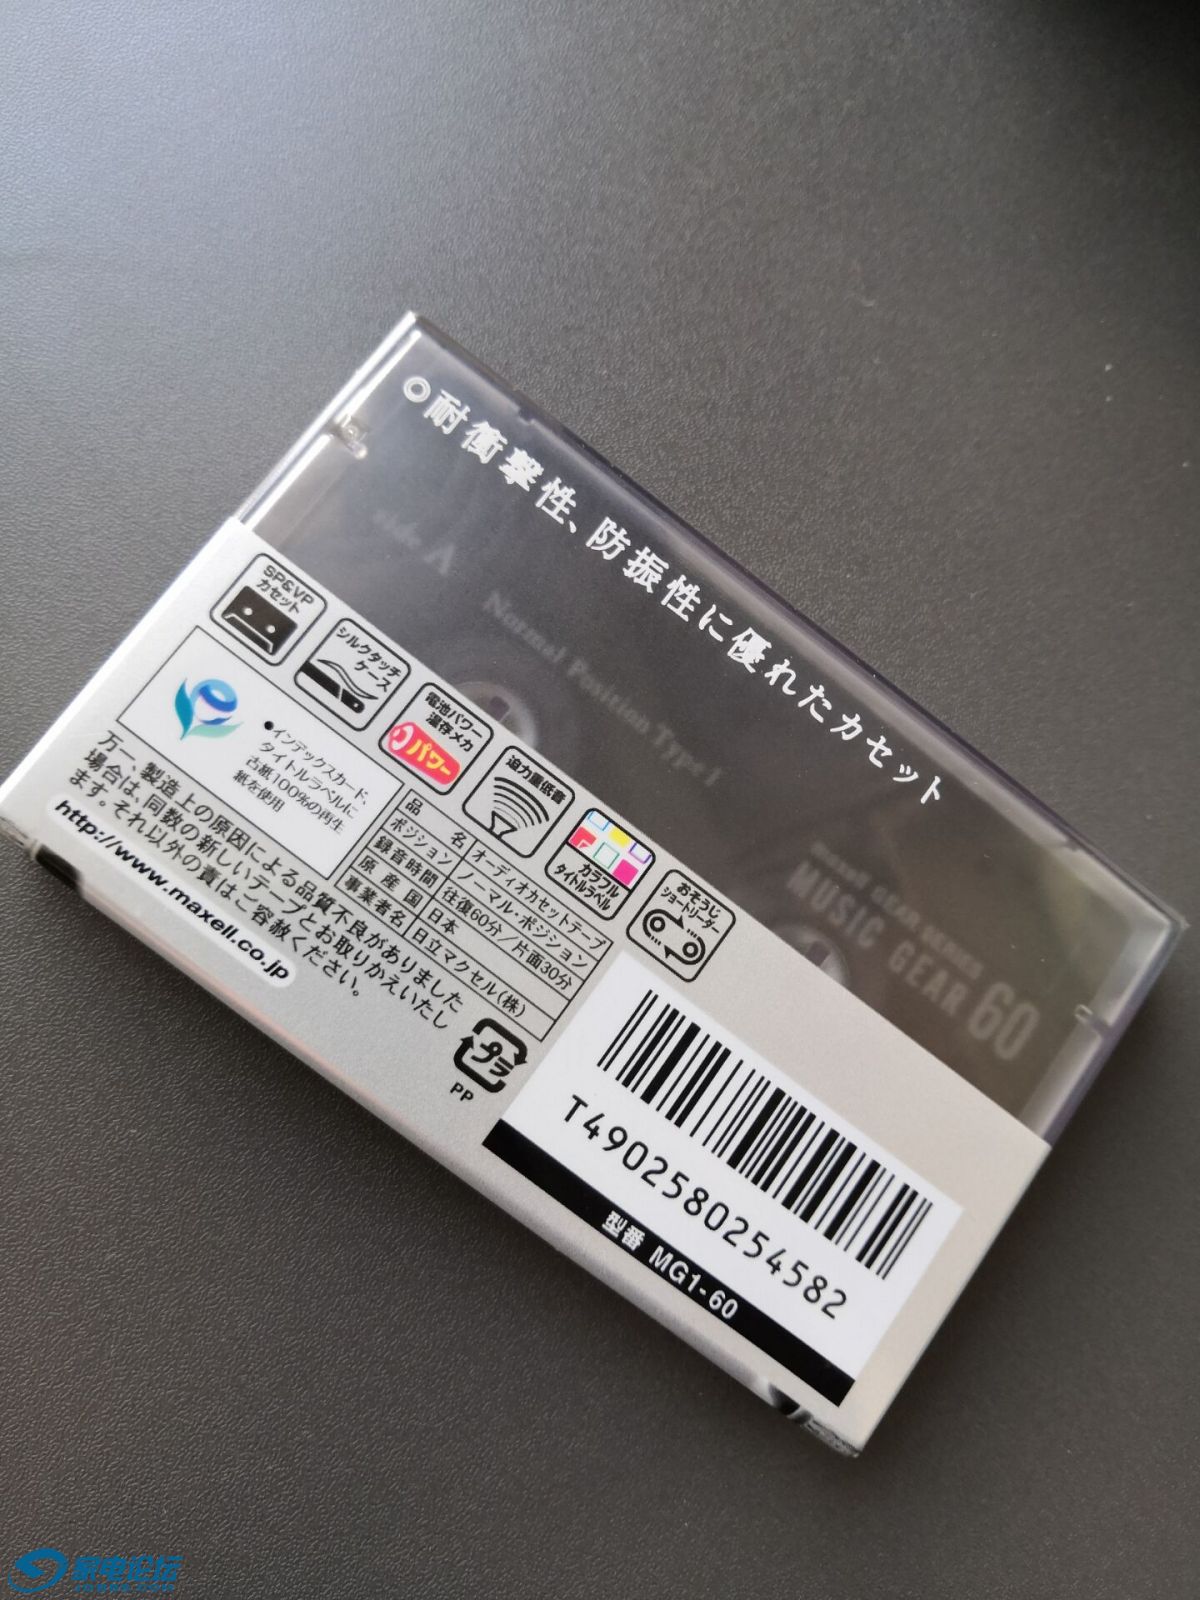 ◎耐衝撃性、防振性に優れたカセット
side A
Normal Position Type I
MUSIC GEAR 60
SP&VP
カセット
シルクタッチ
ケース
電池パワー
温存メカ
パワー
迫力重低音
カラフル
タイトルラベル
おそうじ
ショートリーダー
●インデックスカード、
タイトルラベルに
古紙100%の再生
紙を使用
品名 オーディオカセットテープ
ポジション ノーマル・ポジション
録音時間 往復60分/片面30分
原産国 日本
事業者名 日立マクセル(株)
万一、製造上の原因による品質不良がありました
場合は、同数の新しいテープとお取りかえいたし
ます。それ以外の責はご容赦ください。
http://www.maxell.co.jp
プラ
PP
T4902580254582
型番 MG1-60
家电论坛